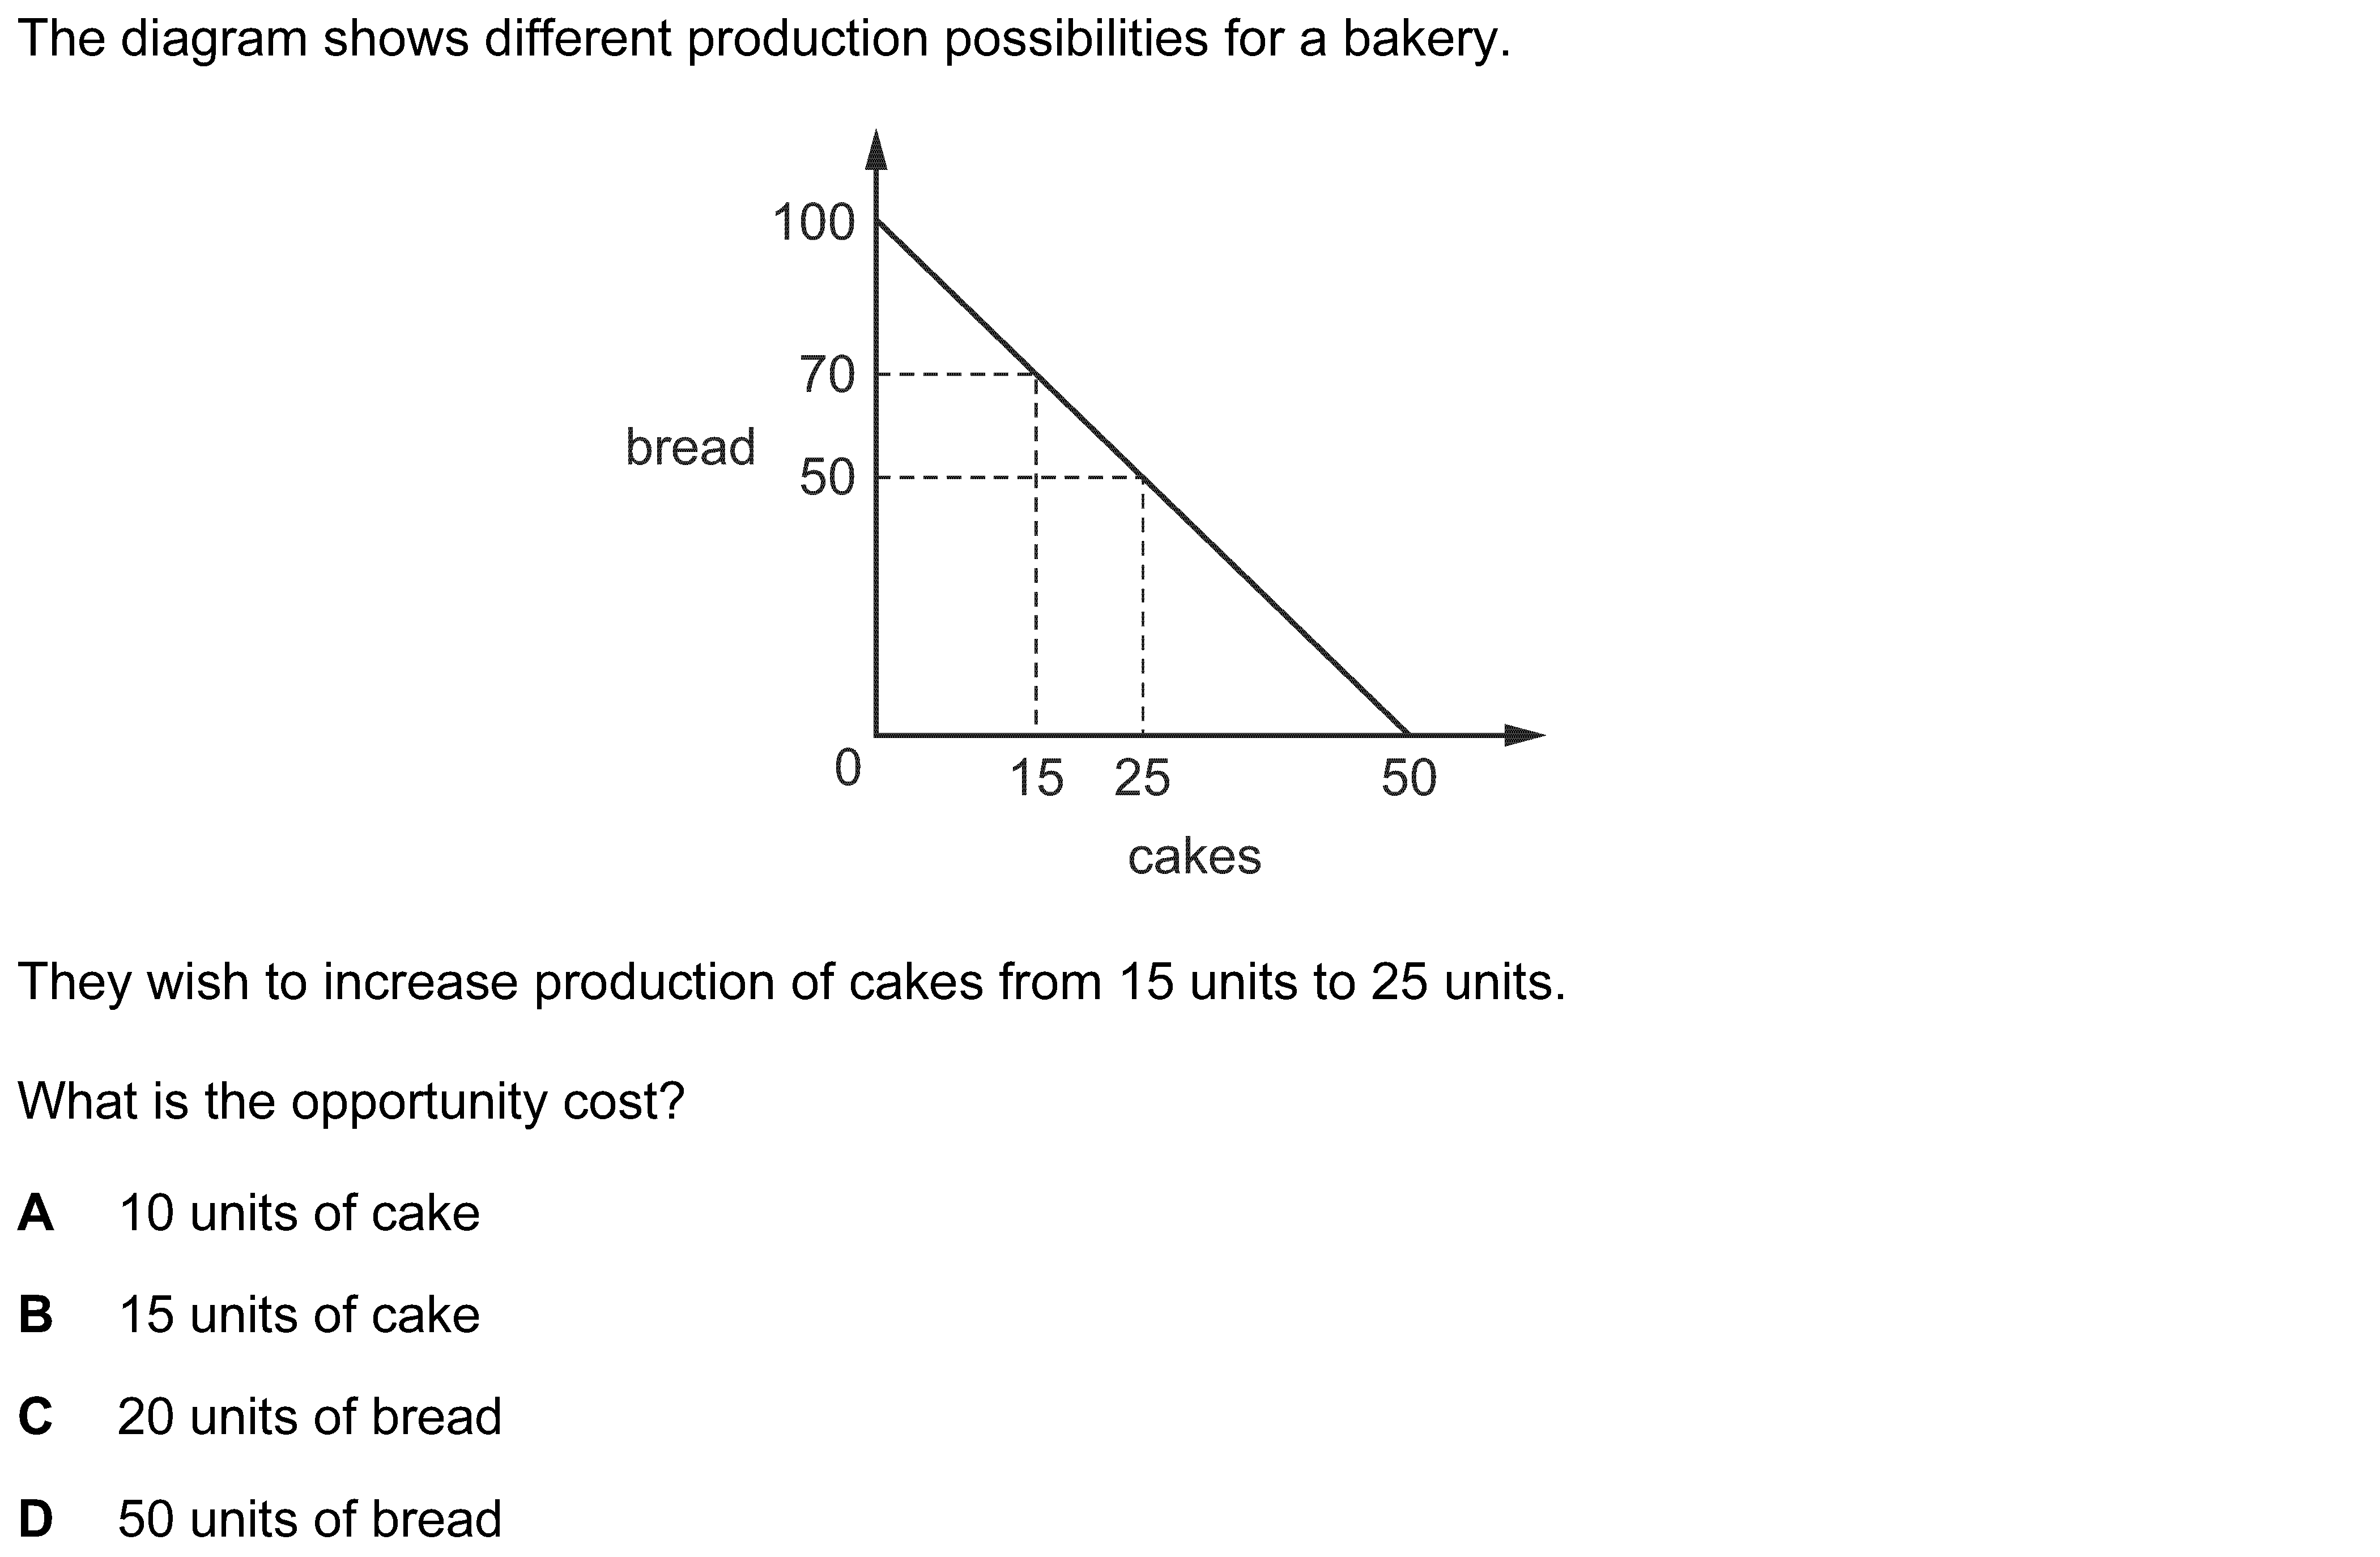 The diagram shows different production possibilities for a bakery.
100
70
bread
50
0
15 25 50
cakes
They wish to increase production of cakes from 15 units to 25 units.
What is the opportunity cost?
A 10 units of cake
B 15 units of cake
C 20 units of bread
D 50 units of bread